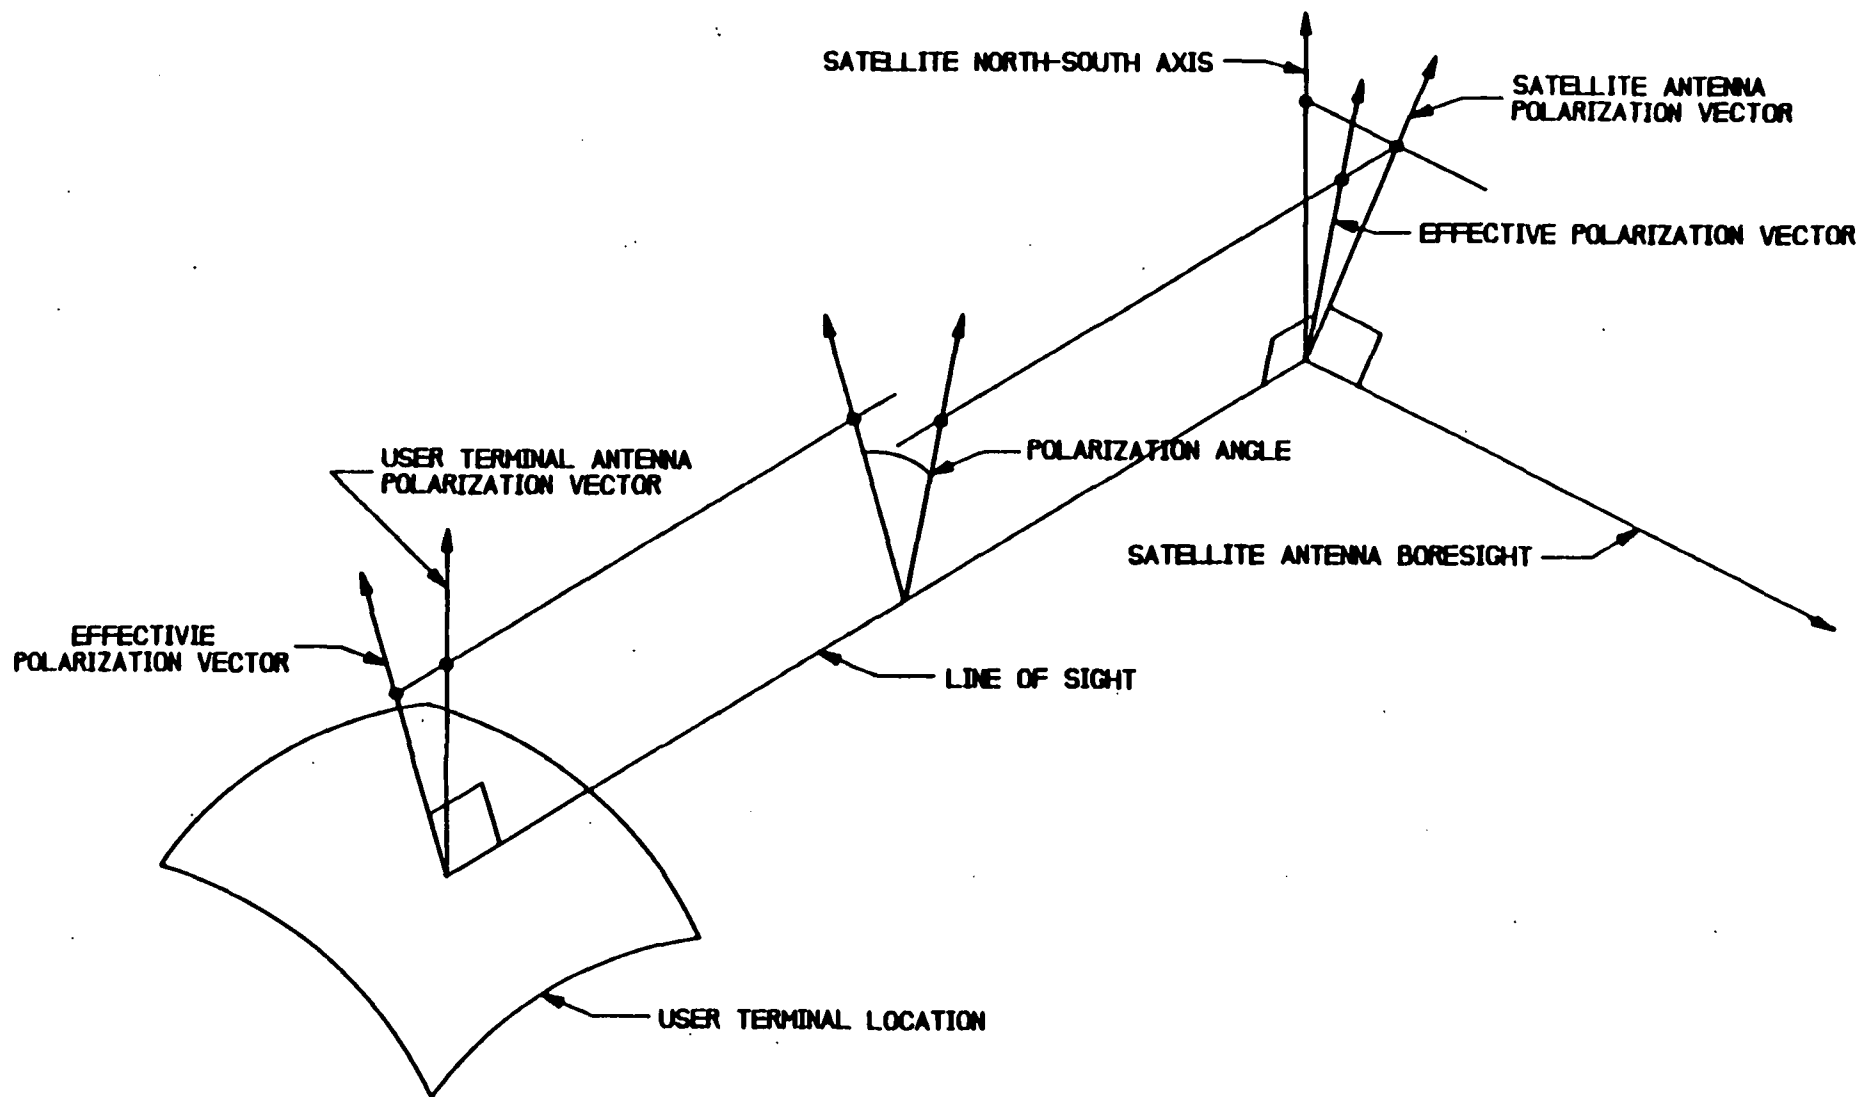 SATELLITE NORTH-SOUTH AXIS
SATELLITE ANTENNA
POLARIZATION VECTOR
EFFECTIVE POLARIZATION VECTOR
USER TERMINAL ANTENNA
POLARIZATION VECTOR
POLARIZATION ANGLE
SATELLITE ANTENNA BORESIGHT
EFFECTIVIE
POLARIZATION VECTOR
LINE OF SIGHT
USER TERMINAL LOCATION